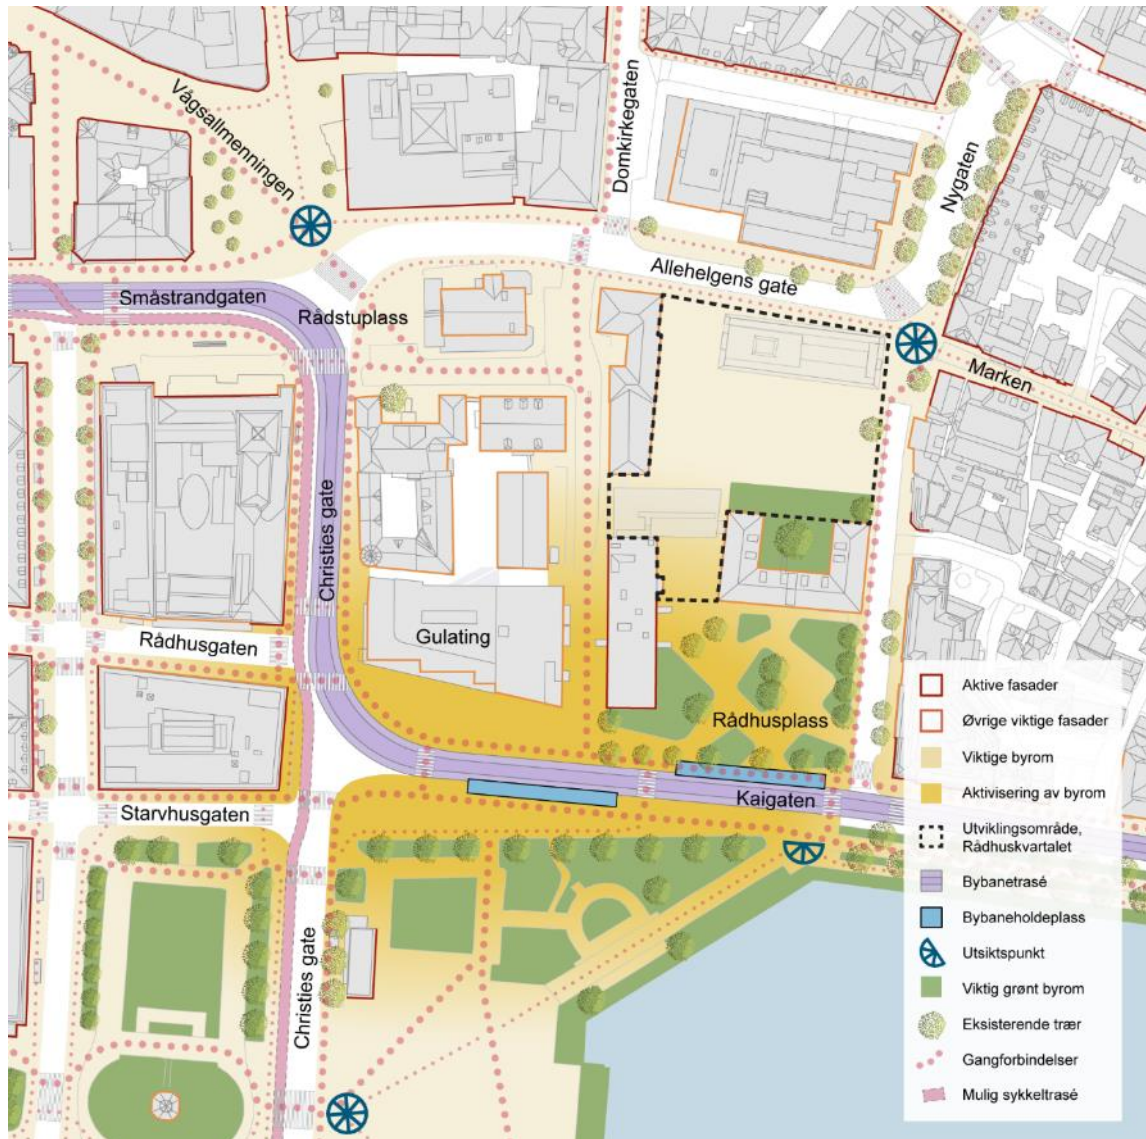 Vågsallmenningen
Domkirkegaten
Nygaten
Allehelgens gate
Småstrandgaten
Rådstuplass
Marken
Christies gate
Rådhusgaten
Gulating
Rådhusplass
Kaigaten
Starvhusgaten
Christies gate
Aktive fasader
Øvrige viktige fasader
Viktige byrom
Aktivisering av byrom
Utviklingsområde,
Rådhuskvartalet
Bybanetrasé
Bybaneholdeplass
Utsiktspunkt
Viktig grønt byrom
Eksisterende trær
Gangforbindelser
Mulig sykkeltrasé